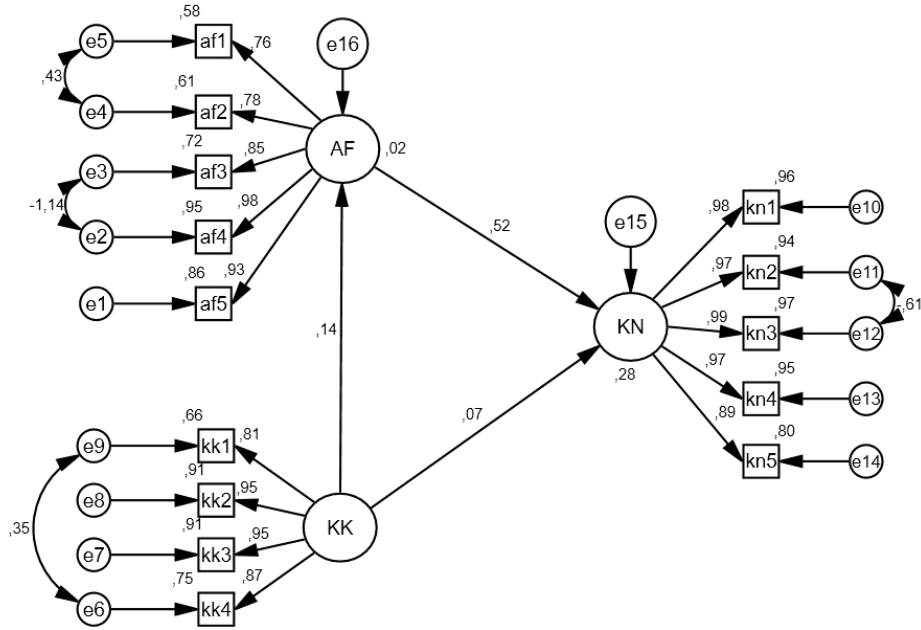 ,58
e5
af1
,76
e16
,43
,61
e4
af2
,78
,72
e3
af3
,85
AF
,02
-1,14
,95
e2
af4
,98
,86
,93
e1
af5
,52
e15
,96
,98
kn1
e10
,94
,97
kn2
e11
,97
-,61
,99
kn3
e12
KN
,28
,97
,95
kn4
e13
,89
,80
kn5
e14
,14
,07
,66
e9
kk1
,81
,91
e8
kk2
,95
KK
,35
,91
e7
kk3
,95
,75
,87
e6
kk4